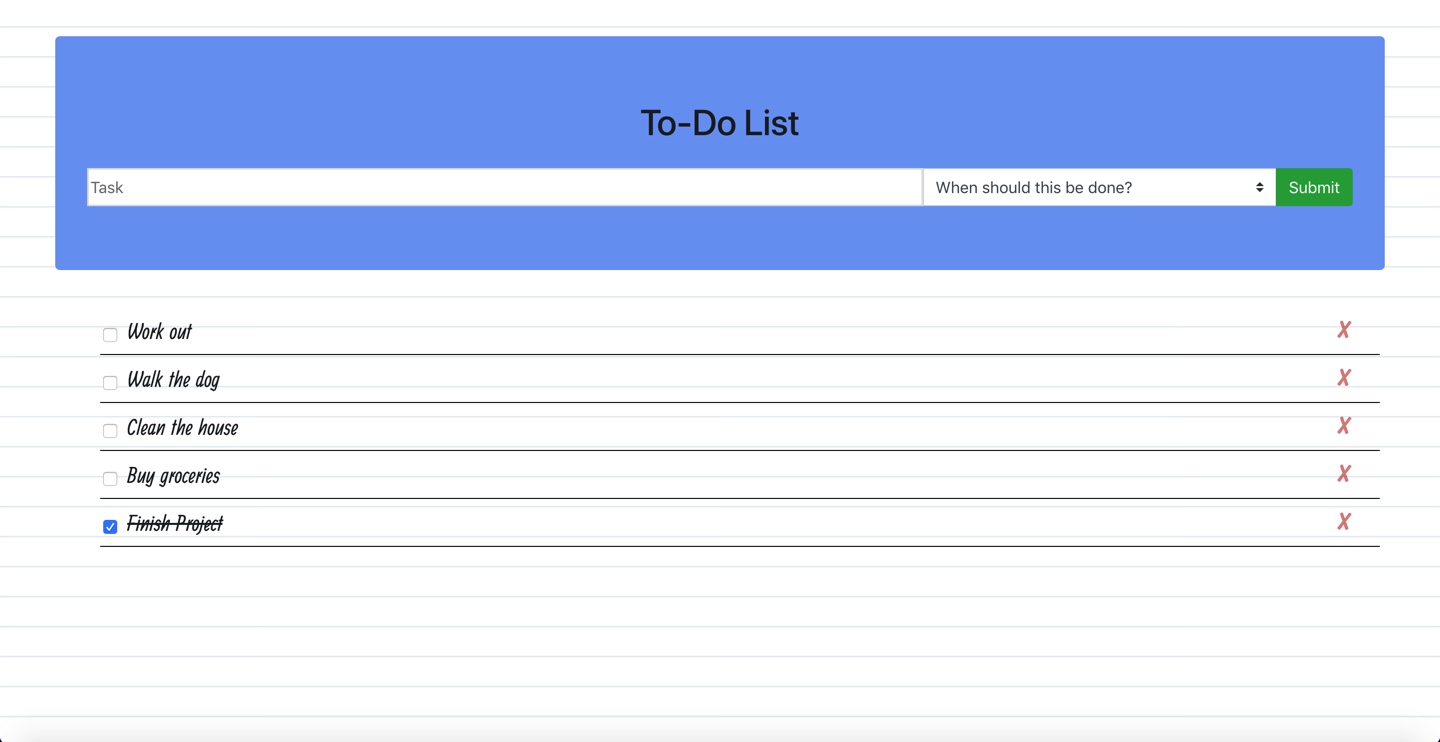 To-Do List
Task When should this be done? Submit
Work out ✗
Walk the dog ✗
Clean the house ✗
Buy groceries ✗
Finish Project ✗